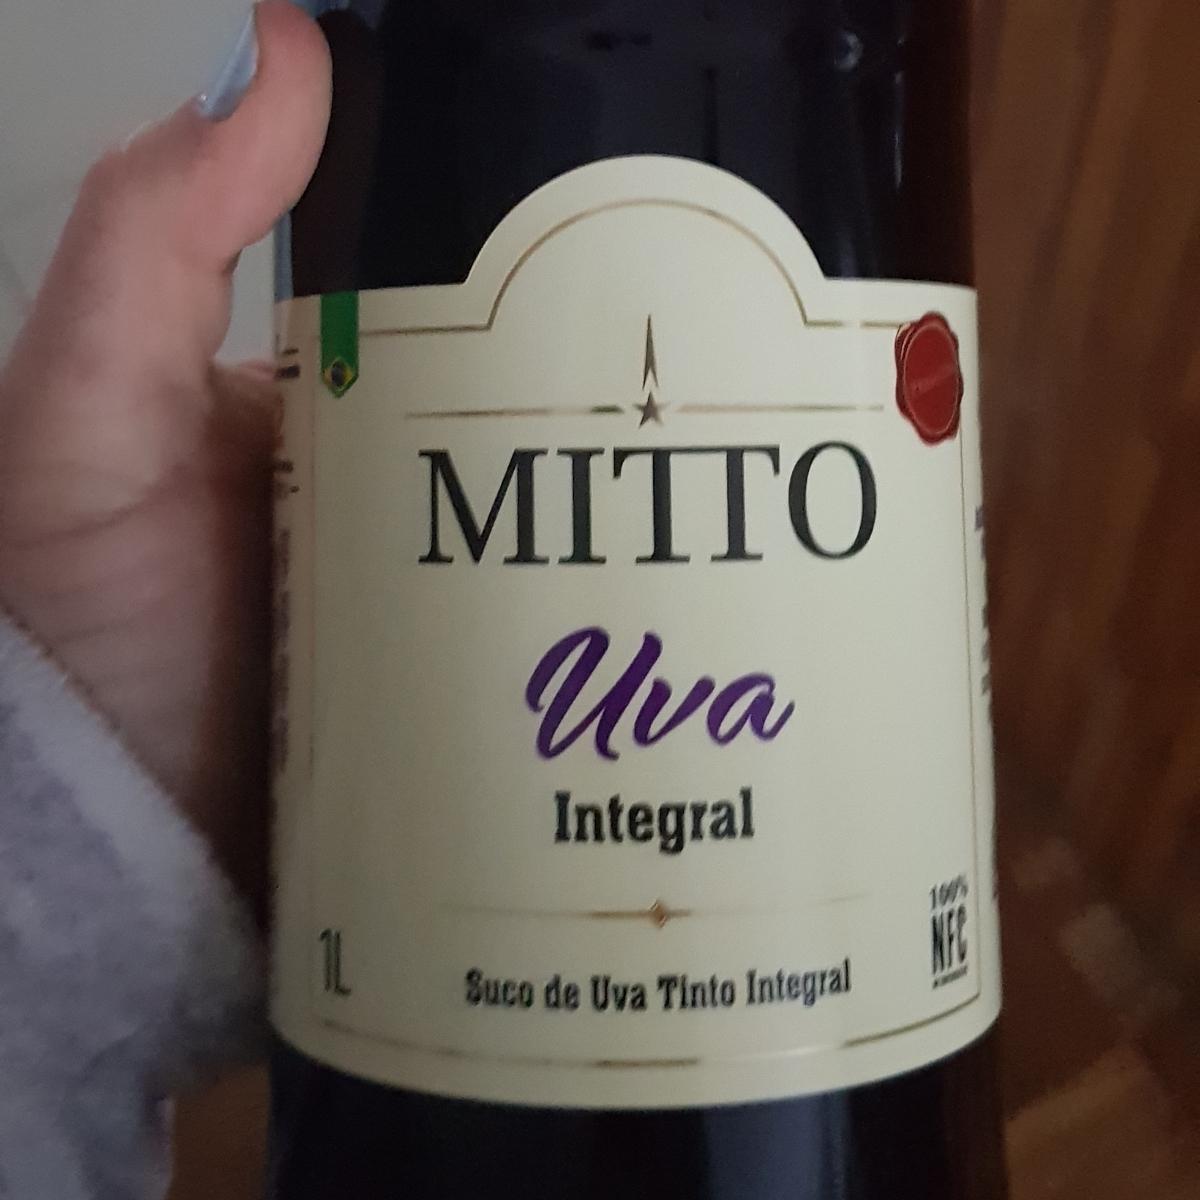 MITTO
Uva
Integral
100%
NFC
1L
Suco de Uva Tinto Integral